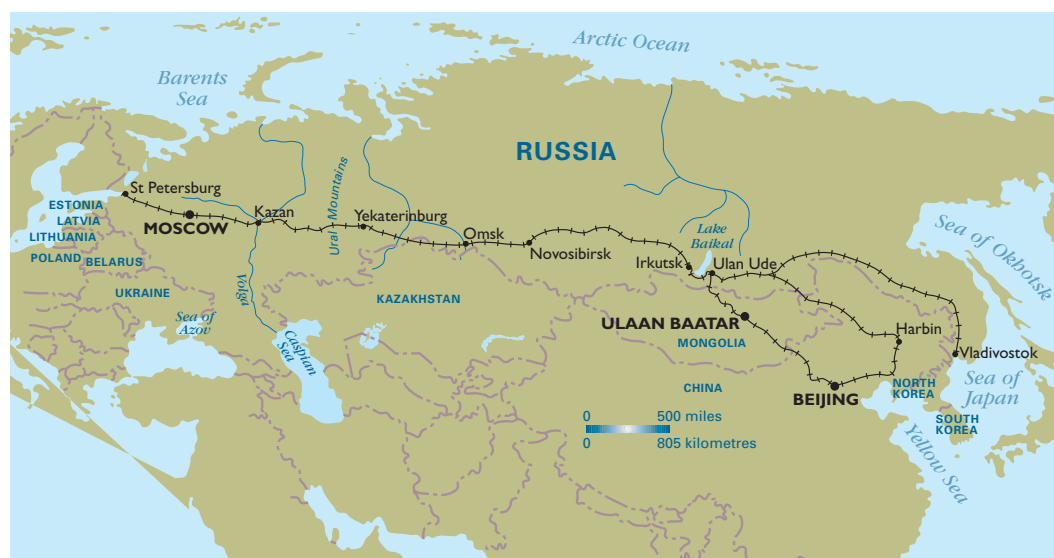 Arctic Ocean
Barents
Sea
RUSSIA
St Petersburg
ESTONIA
LATVIA
LITHUANIA
POLAND
BELARUS
MOSCOW
Kazan
Ural Mountains
Yekaterinburg
Omsk
Novosibirsk
Lake
Baikal
Irkutsk
Ulan Ude
Sea of Okbotsk
UKRAINE
Volga
KAZAKHSTAN
Sea of
Azov
Caspian
Sea
ULAAN BAATAR
MONGOLIA
Harbin
Vladivostok
CHINA
BEIJING
NORTH
KOREA
Sea of
Japan
SOUTH
KOREA
Yellow Sea
0 500 miles
0 805 kilometres